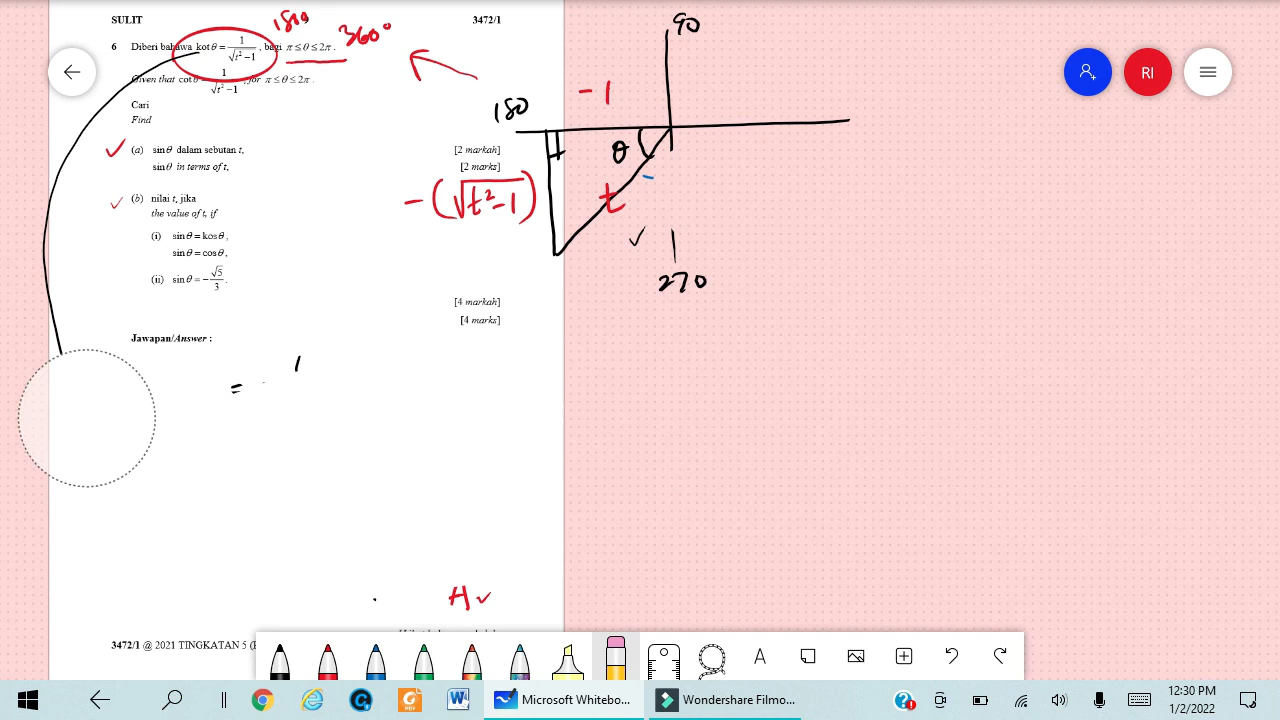 SULIT 9 3472/1
180
360°
6 Diberi bahawa kot θ = 1/√t² − 1 , bagi π ≤ θ ≤ 2π .
Given that cot θ = 1/√t² − 1 , for π ≤ θ ≤ 2π .
Cari
Find
(a) sin θ dalam sebutan t, [2 markah]
sin θ in terms of t, [2 marks]
(b) nilai t, jika
the value of t, if
(i) sin θ = kos θ ,
sin θ = cos θ ,
(ii) sin θ = −√5/3 .
[4 markah]
[4 marks]
Jawapan/Answer :
=
90
180
−1
θ
−(√t²−1)
t
270
H
3472/1 @ 2021 TINGKATAN 5
RI
A
Microsoft Whitebo...
Wondershare Filmo...
12:30 PM
1/2/2022